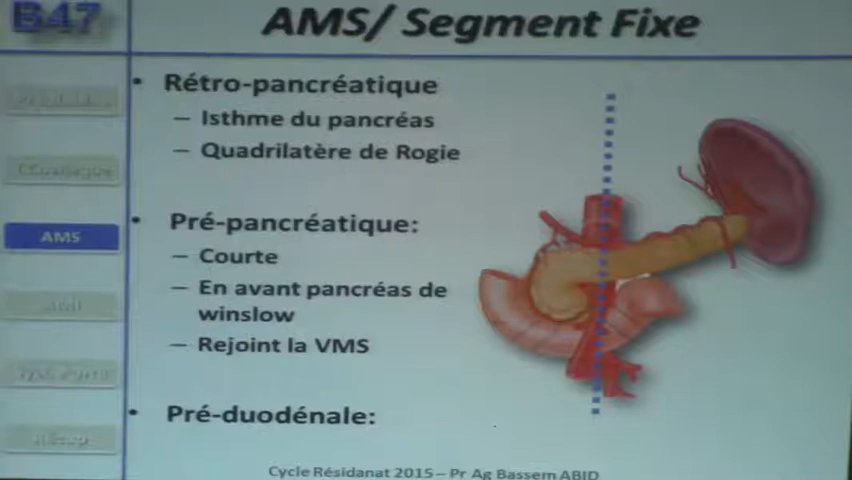 B47
AMS/ Segment Fixe
• Rétro-pancréatique
– Isthme du pancréas
– Quadrilatère de Rogie
AMS
• Pré-pancréatique:
– Courte
– En avant pancréas de
winslow
– Rejoint la VMS
• Pré-duodénale:
Cycle Résidanat 2015 – Pr Ag Bassem ABID